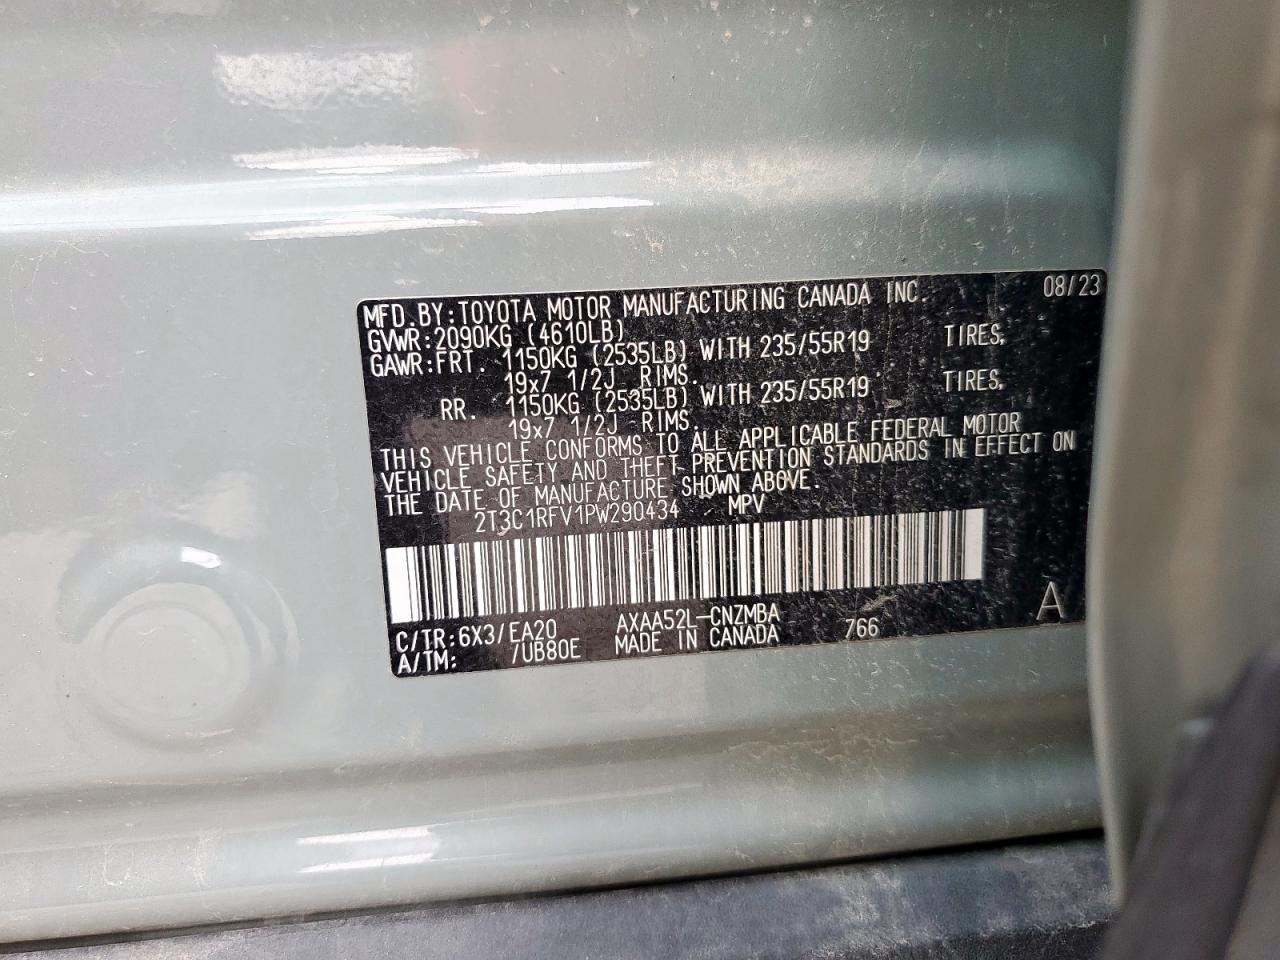 MFD. BY: TOYOTA MOTOR MANUFACTURING CANADA INC. 08/23
GVWR: 2090KG (4610LB)
GAWR: FRT. 1150KG (2535LB) WITH 235/55R19 TIRES,
19x7 1/2J RIMS.
RR. 1150KG (2535LB) WITH 235/55R19 TIRES,
19x7 1/2J RIMS.
THIS VEHICLE CONFORMS TO ALL APPLICABLE FEDERAL MOTOR
VEHICLE SAFETY AND THEFT PREVENTION STANDARDS IN EFFECT ON
THE DATE OF MANUFACTURE SHOWN ABOVE.
2T3C1RFV1PW290434 MPV
C/TR: 6X3/EA20 AXAA52L-CNZMBA 766 A
A/TM: /UB80E MADE IN CANADA